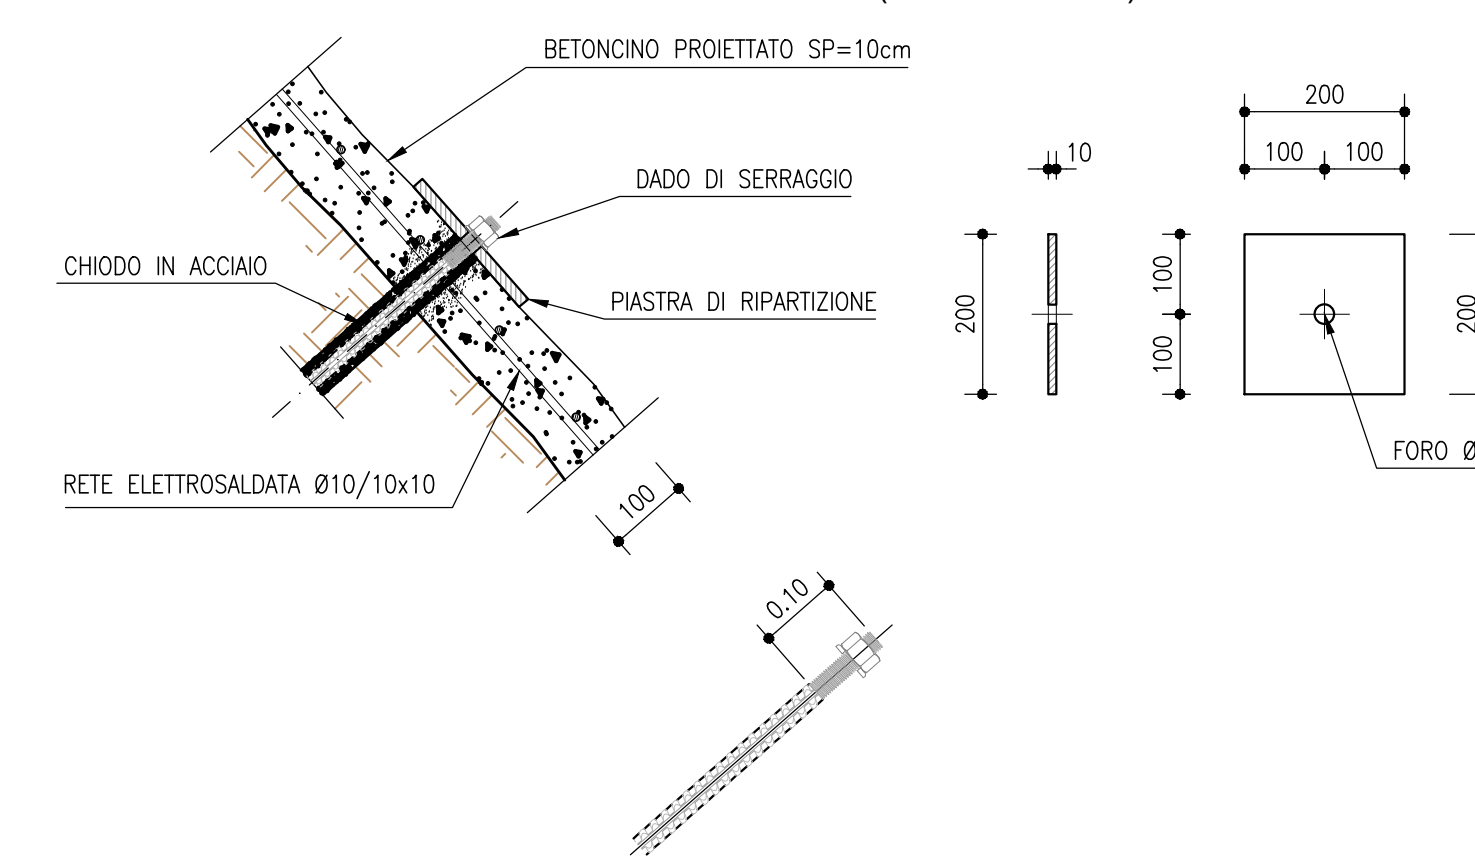 BETONCINO PROIETTATO SP=10cm
DADO DI SERRAGGIO
CHIODO IN ACCIAIO
PIASTRA DI RIPARTIZIONE
RETE ELETTROSALDATA Ø10/10x10
100
0.10
10
200
200
100 100
100
100
200
FORO Ø